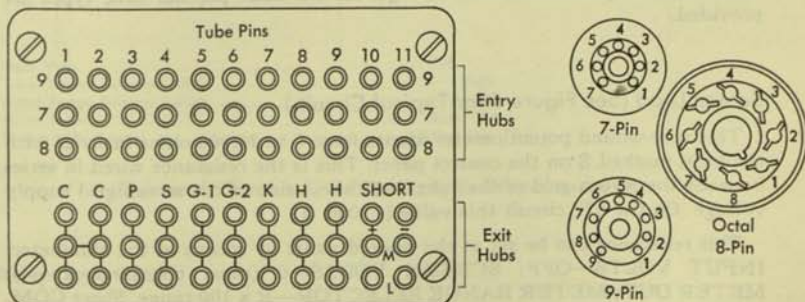 Tube Pins
1 2 3 4 5 6 7 8 9 10 11
9 9
7 7
8 8
Entry
Hubs
C P S G-1 G-2 K H H SHORT
+ −
M
L
Exit
Hubs
4
5 3
6 2
7 1
7-Pin
5
6 4
7 3
8 2
9 1
9-Pin
4
5 3
6 2
7 1
8
Octal
8-Pin